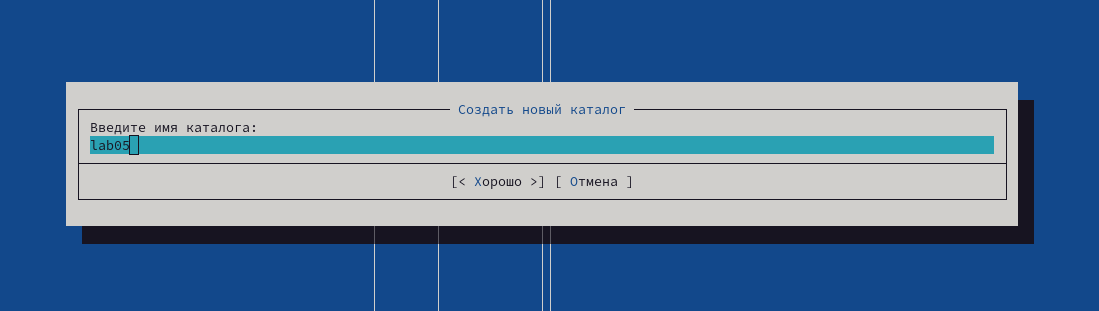 Создать новый каталог
Введите имя каталога:
lab05
[< Хорошо >] [ Отмена ]